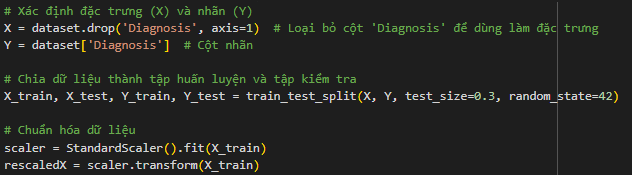 # Xác định đặc trưng (X) và nhãn (Y)
X = dataset.drop('Diagnosis', axis=1)  # Loại bỏ cột 'Diagnosis' để dùng làm đặc trưng
Y = dataset['Diagnosis']  # Cột nhãn

# Chia dữ liệu thành tập huấn luyện và tập kiểm tra
X_train, X_test, Y_train, Y_test = train_test_split(X, Y, test_size=0.3, random_state=42)

# Chuẩn hóa dữ liệu
scaler = StandardScaler().fit(X_train)
rescaledX = scaler.transform(X_train)